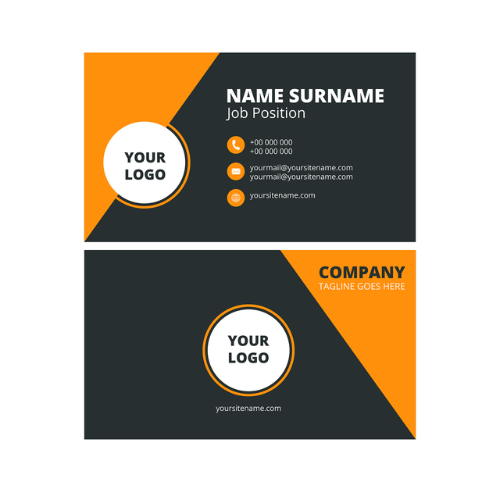 NAME SURNAME
Job Position
YOUR
LOGO
+00 000 000
+00 000 000
yourmail@yoursitename.com
yourmail@yoursitename.com
yoursitename.com
COMPANY
TAGLINE GOES HERE
YOUR
LOGO
yoursitename.com